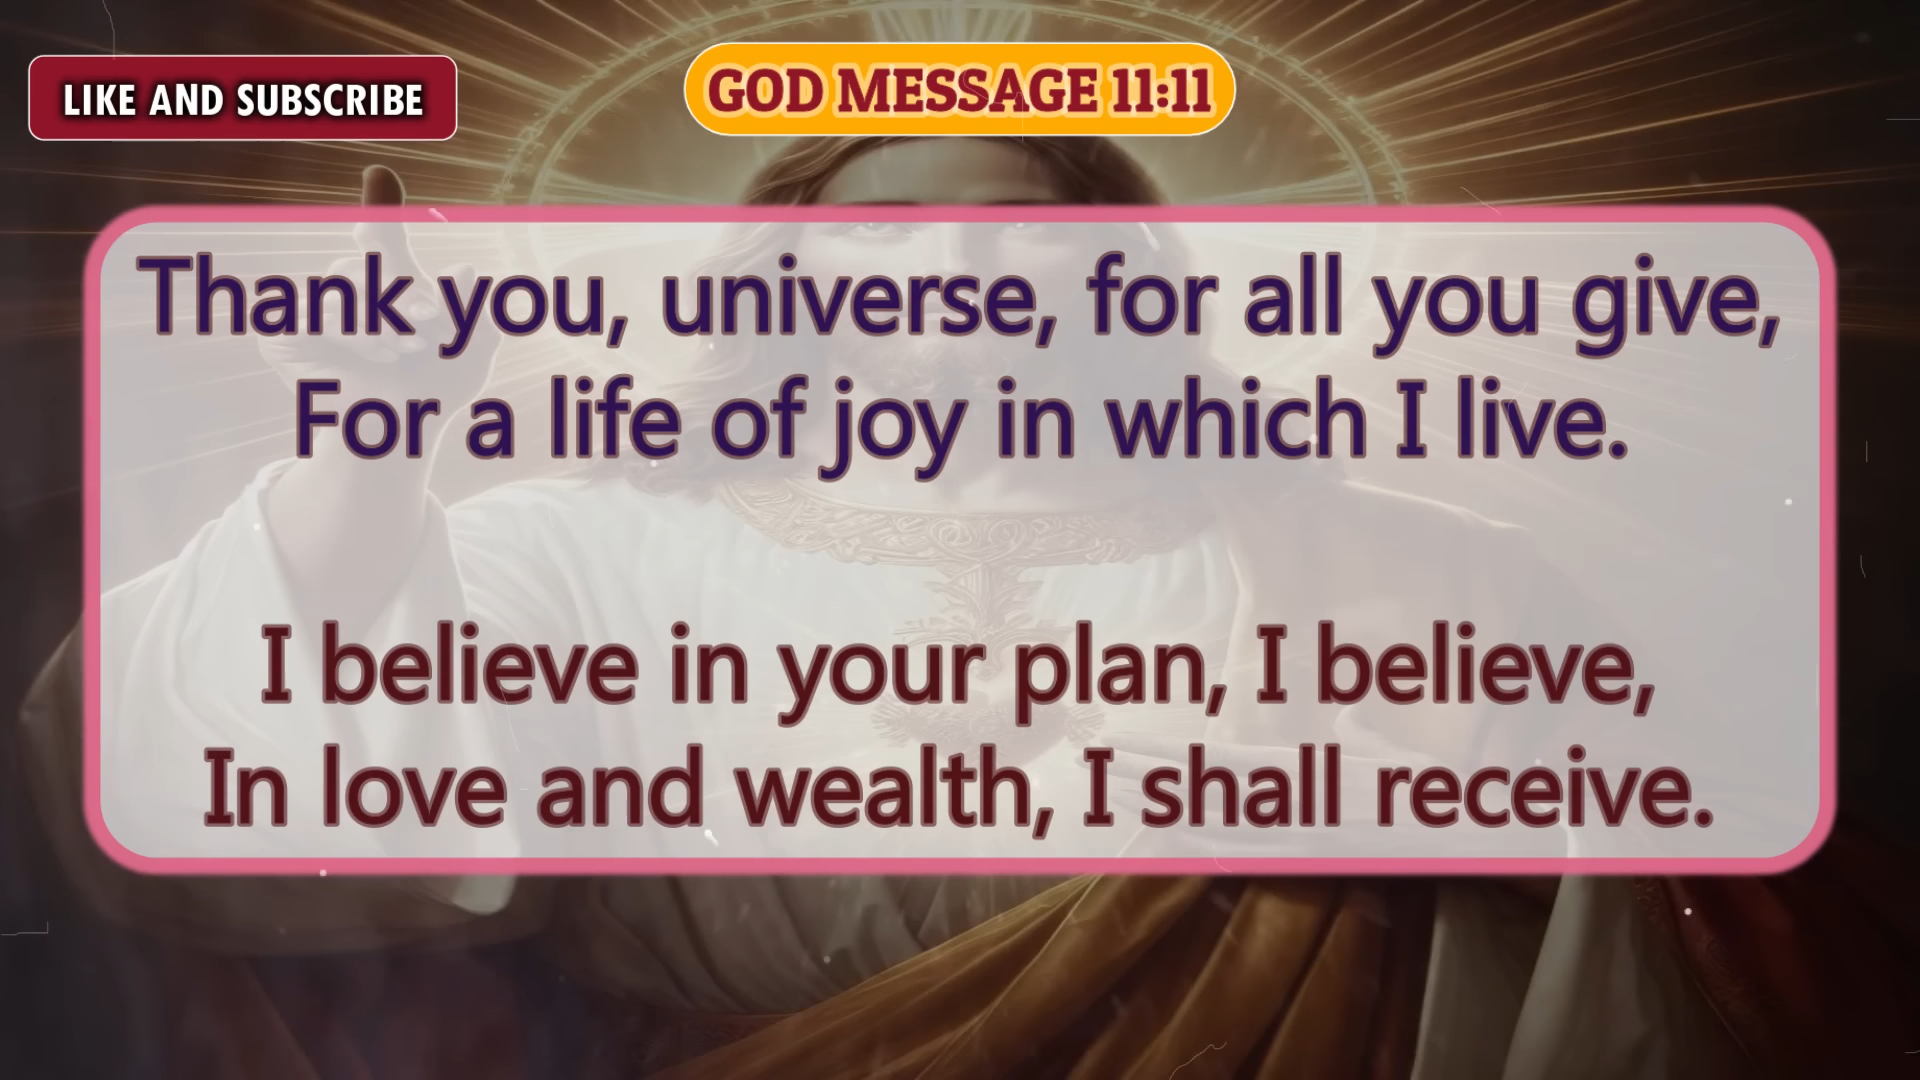 LIKE AND SUBSCRIBE
GOD MESSAGE 11:11
Thank you, universe, for all you give,
For a life of joy in which I live.
I believe in your plan, I believe,
In love and wealth, I shall receive.